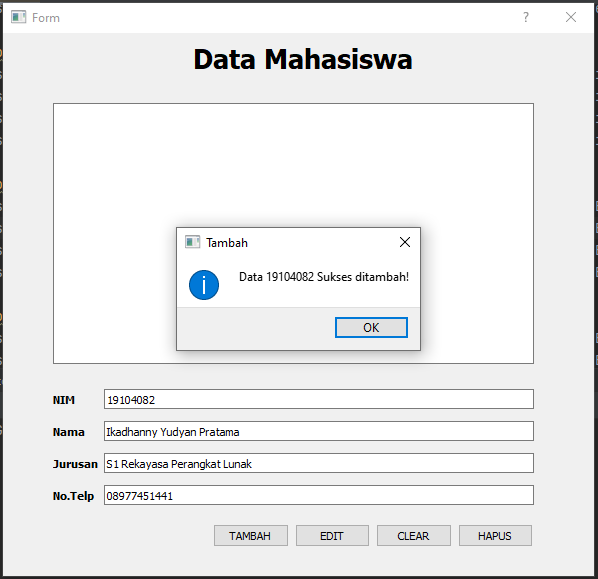 Form
?
Data Mahasiswa
Tambah
Data 19104082 Sukses ditambah!
OK
NIM 19104082
Nama Ikadhanny Yudyan Pratama
Jurusan S1 Rekayasa Perangkat Lunak
No.Telp 08977451441
TAMBAH EDIT CLEAR HAPUS